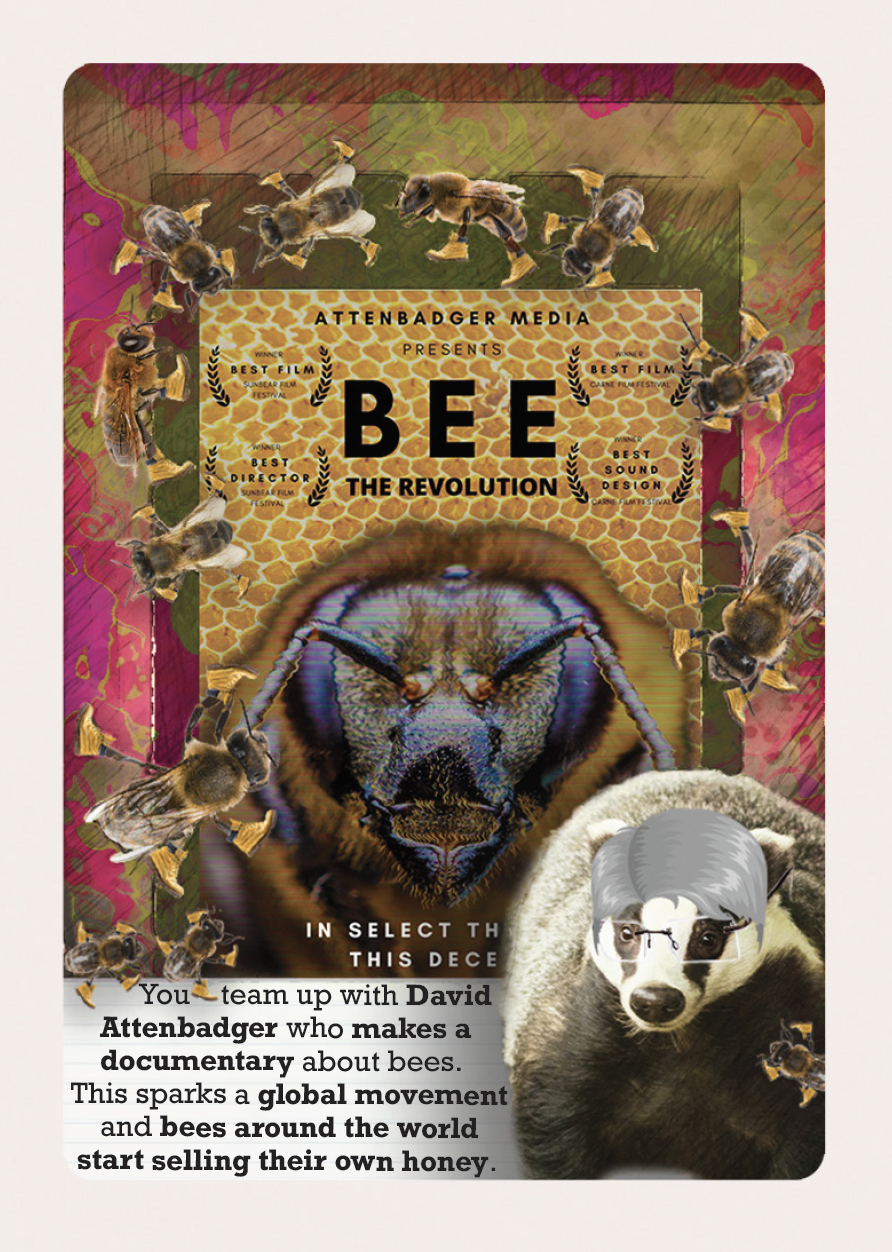 ATTENBADGER MEDIA
PRESENTS
WINNER
BEST FILM
SUNBEAR FILM
FESTIVAL
WINNER
BEST FILM
CARNE FILM FESTIVAL
BEE
THE REVOLUTION
WINNER
BEST
DIRECTOR
SUNBEAR FILM
FESTIVAL
WINNER
BEST
SOUND
DESIGN
CARNE FILM FESTIVAL
IN SELECT TH
THIS DECE
You team up with David
Attenbadger who makes a
documentary about bees.
This sparks a global movement
and bees around the world
start selling their own honey.